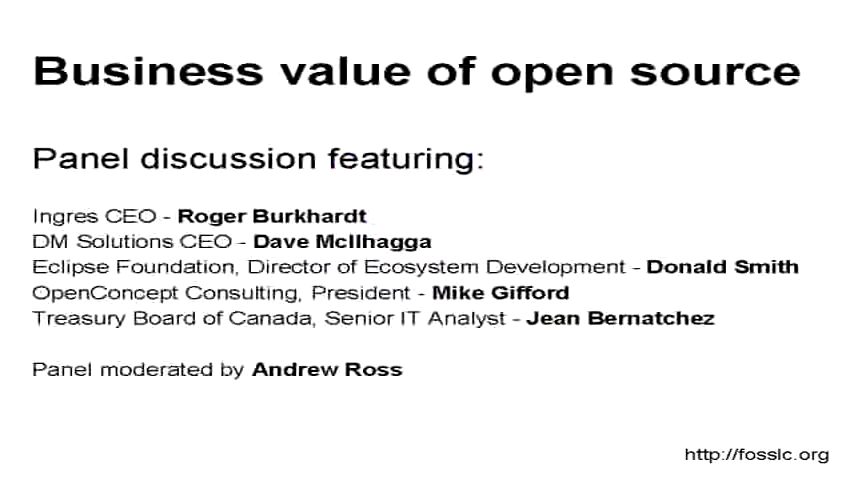 Business value of open source
Panel discussion featuring:
Ingres CEO - Roger Burkhardt
DM Solutions CEO - Dave McIlhagga
Eclipse Foundation, Director of Ecosystem Development - Donald Smith
OpenConcept Consulting, President - Mike Gifford
Treasury Board of Canada, Senior IT Analyst - Jean Bernatchez
Panel moderated by Andrew Ross
http://fosslc.org